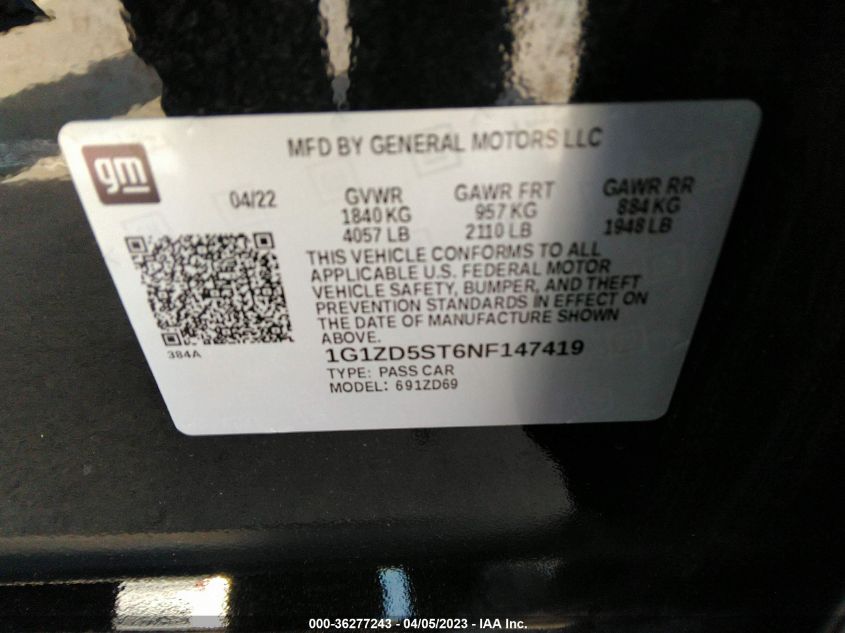 MFD BY GENERAL MOTORS LLC
gm
04/22
GVWR
1840 KG
4057 LB
GAWR FRT
957 KG
2110 LB
GAWR RR
884 KG
1948 LB
THIS VEHICLE CONFORMS TO ALL
APPLICABLE U.S. FEDERAL MOTOR
VEHICLE SAFETY, BUMPER, AND THEFT
PREVENTION STANDARDS IN EFFECT ON
THE DATE OF MANUFACTURE SHOWN
ABOVE.
384A
1G1ZD5ST6NF147419
TYPE: PASS CAR
MODEL: 691ZD69
000-36277243 - 04/05/2023 - IAA Inc.